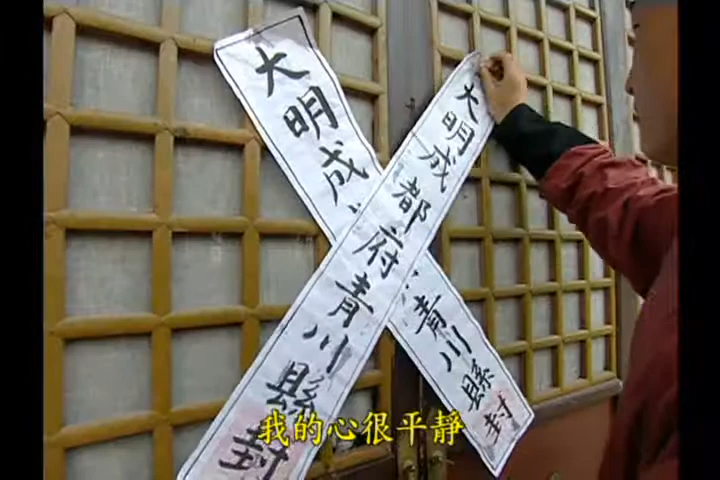 大明成都府青川縣封
大明成青川縣封
我的心很平靜